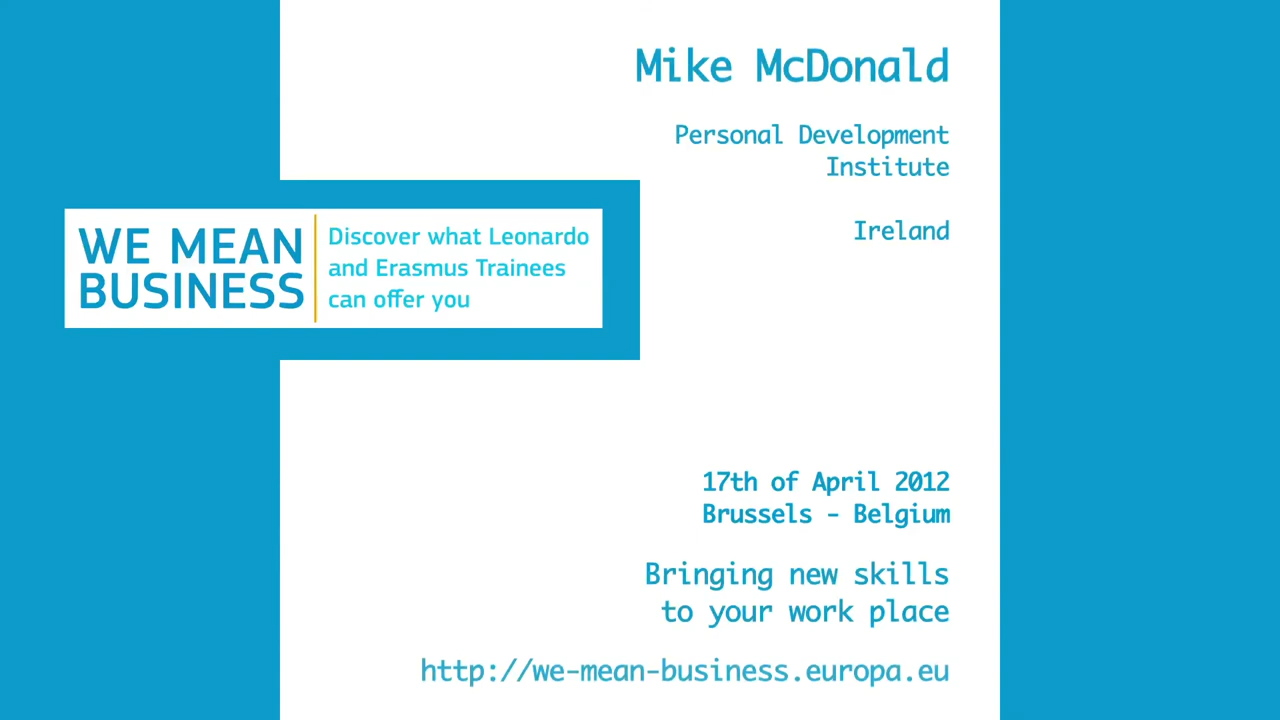 Mike McDonald
Personal Development
Institute
Ireland
WE MEAN
BUSINESS
Discover what Leonardo
and Erasmus Trainees
can offer you
17th of April 2012
Brussels - Belgium
Bringing new skills
to your work place
http://we-mean-business.europa.eu